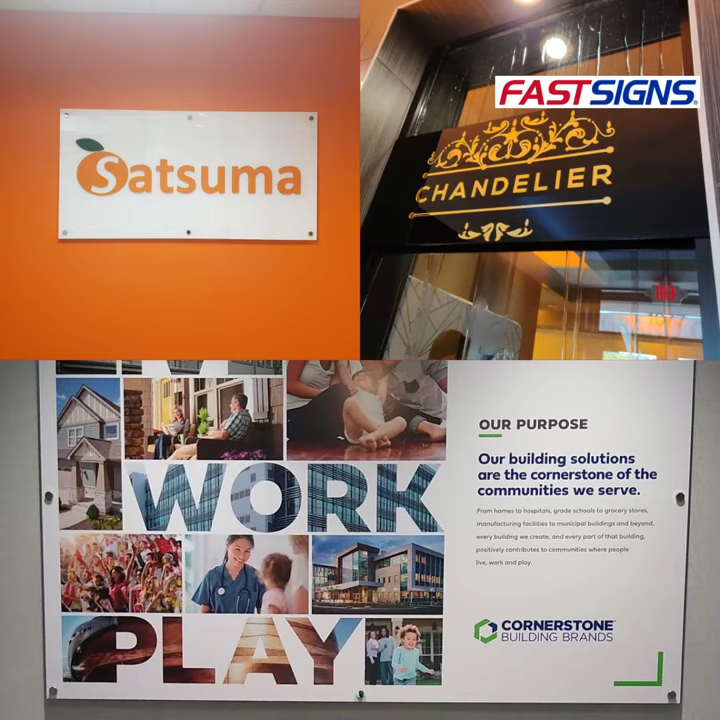 Satsuma
FASTSIGNS
CHANDELIER
WORK
PLAY
OUR PURPOSE
Our building solutions
are the cornerstone of the
communities we serve.
From homes to hospitals, grade schools to grocery stores,
manufacturing facilities to municipal buildings and beyond,
every building we create, and every part of that building,
positively contributes to communities where people
live, work and play.
CORNERSTONE
BUILDING BRANDS